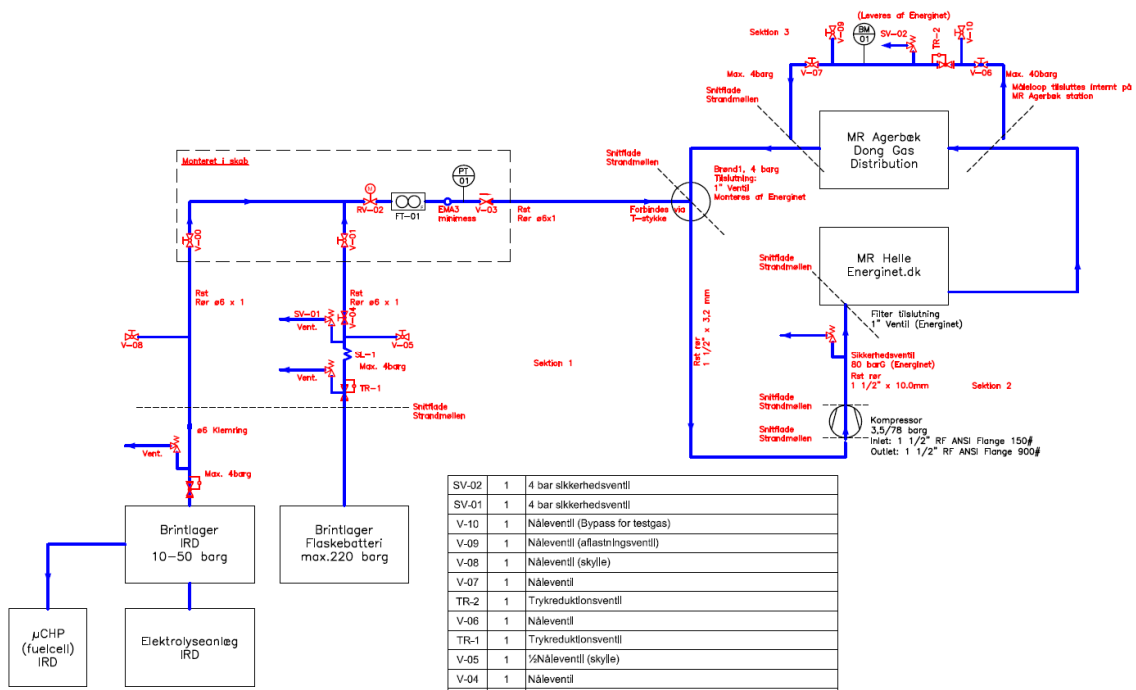 (Leveres af Energinet)
Sektion 3
V-09
BM
01
SV-02
TR-2
V-10
V-07
V-06
Max. 4barg
Max. 40barg
Måleloop tilsluttes internt på
MR Agerbæk station
Snitflade
Strandmøllen
MR Agerbæk
Dong Gas
Distribution
Monteret i skab
M
RV-02
FT-01
PT
01
EMA3
minimess
V-03
Rst
Rør ø6x1
Snitflade
Strandmøllen
Brønd1, 4 barg
Tilslutning:
1" Ventil
Monteres af Energinet
Forbindes via
T-stykke
V-00
V-01
MR Helle
Energinet.dk
Snitflade
Strandmøllen
Filter tilslutning
1" Ventil (Energinet)
Rst
Rør ø6 x 1
Rst
Rør ø6 x 1
SV-01
Vent.
V-04
V-08
V-05
SL-1
Max. 4barg
Vent.
TR-1
Sektion 1
Rst rør
1 1/2" x 3,2 mm
Sikkerhedsventil
80 barG (Energinet)
Rst rør
1 1/2" x 10.0mm
Sektion 2
Snitflade
Strandmøllen
Snitflade
Strandmøllen
Snitflade
Strandmøllen
Kompressor
3,5/78 barg
Inlet: 1 1/2" RF ANSI Flange 150#
Outlet: 1 1/2" RF ANSI Flange 900#
ø6 Klemring
Vent.
Max. 4barg
Brintlager
IRD
10-50 barg
Brintlager
Flaskebatteri
max.220 barg
µCHP
(fuelcell)
IRD
Elektrolyseanlæg
IRD
SV-02 1 4 bar sikkerhedsventil
SV-01 1 4 bar sikkerhedsventil
V-10 1 Nåleventil (Bypass for testgas)
V-09 1 Nåleventil (aflastningsventil)
V-08 1 Nåleventil (skylle)
V-07 1 Nåleventil
TR-2 1 Trykreduktionsventil
V-06 1 Nåleventil
TR-1 1 Trykreduktionsventil
V-05 1 ½Nåleventil (skylle)
V-04 1 Nåleventil